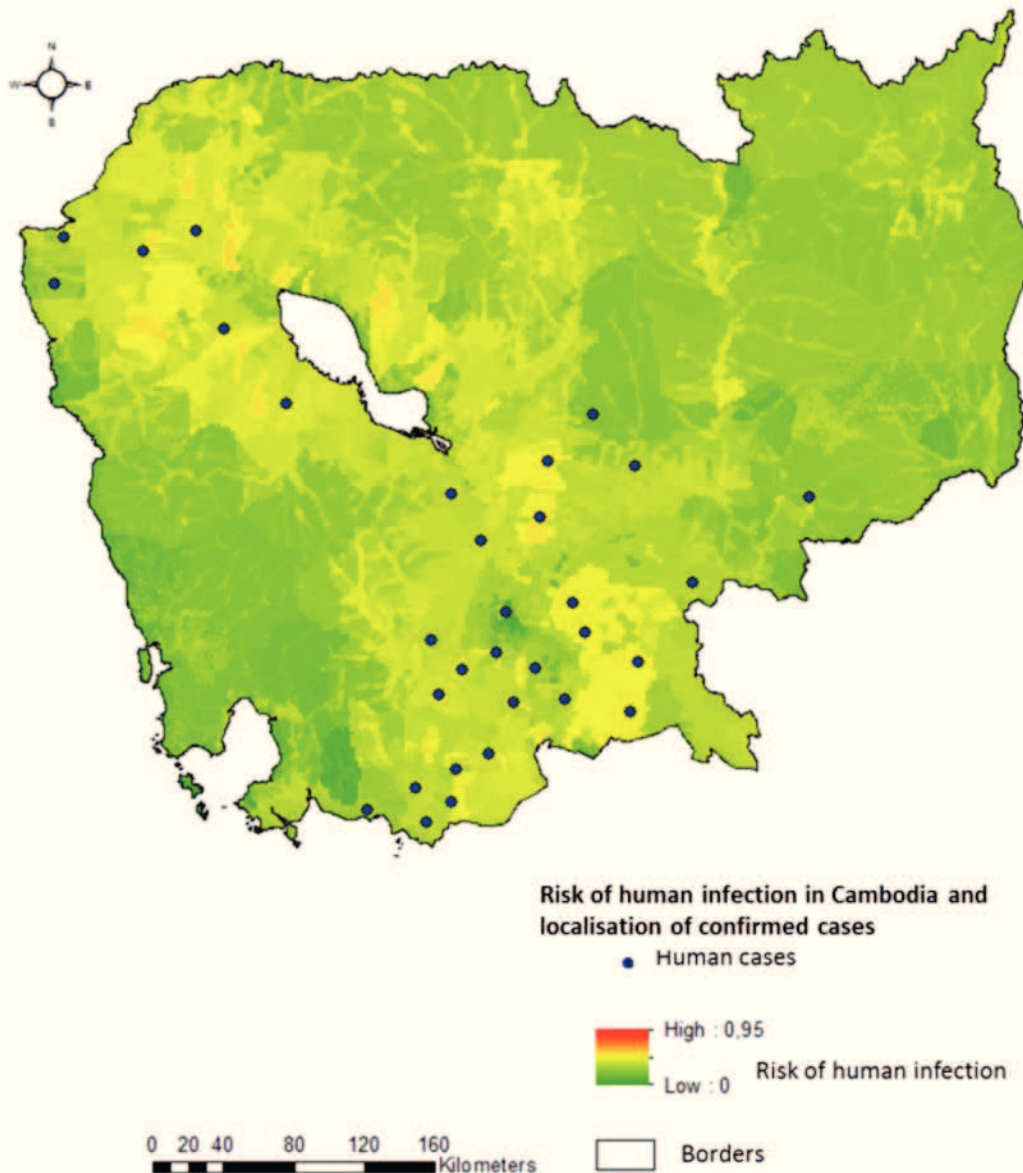 N
W E
S
Risk of human infection in Cambodia and
localisation of confirmed cases
Human cases
High : 0,95
Low : 0
Risk of human infection
0 20 40 80 120 160
Kilometers
Borders